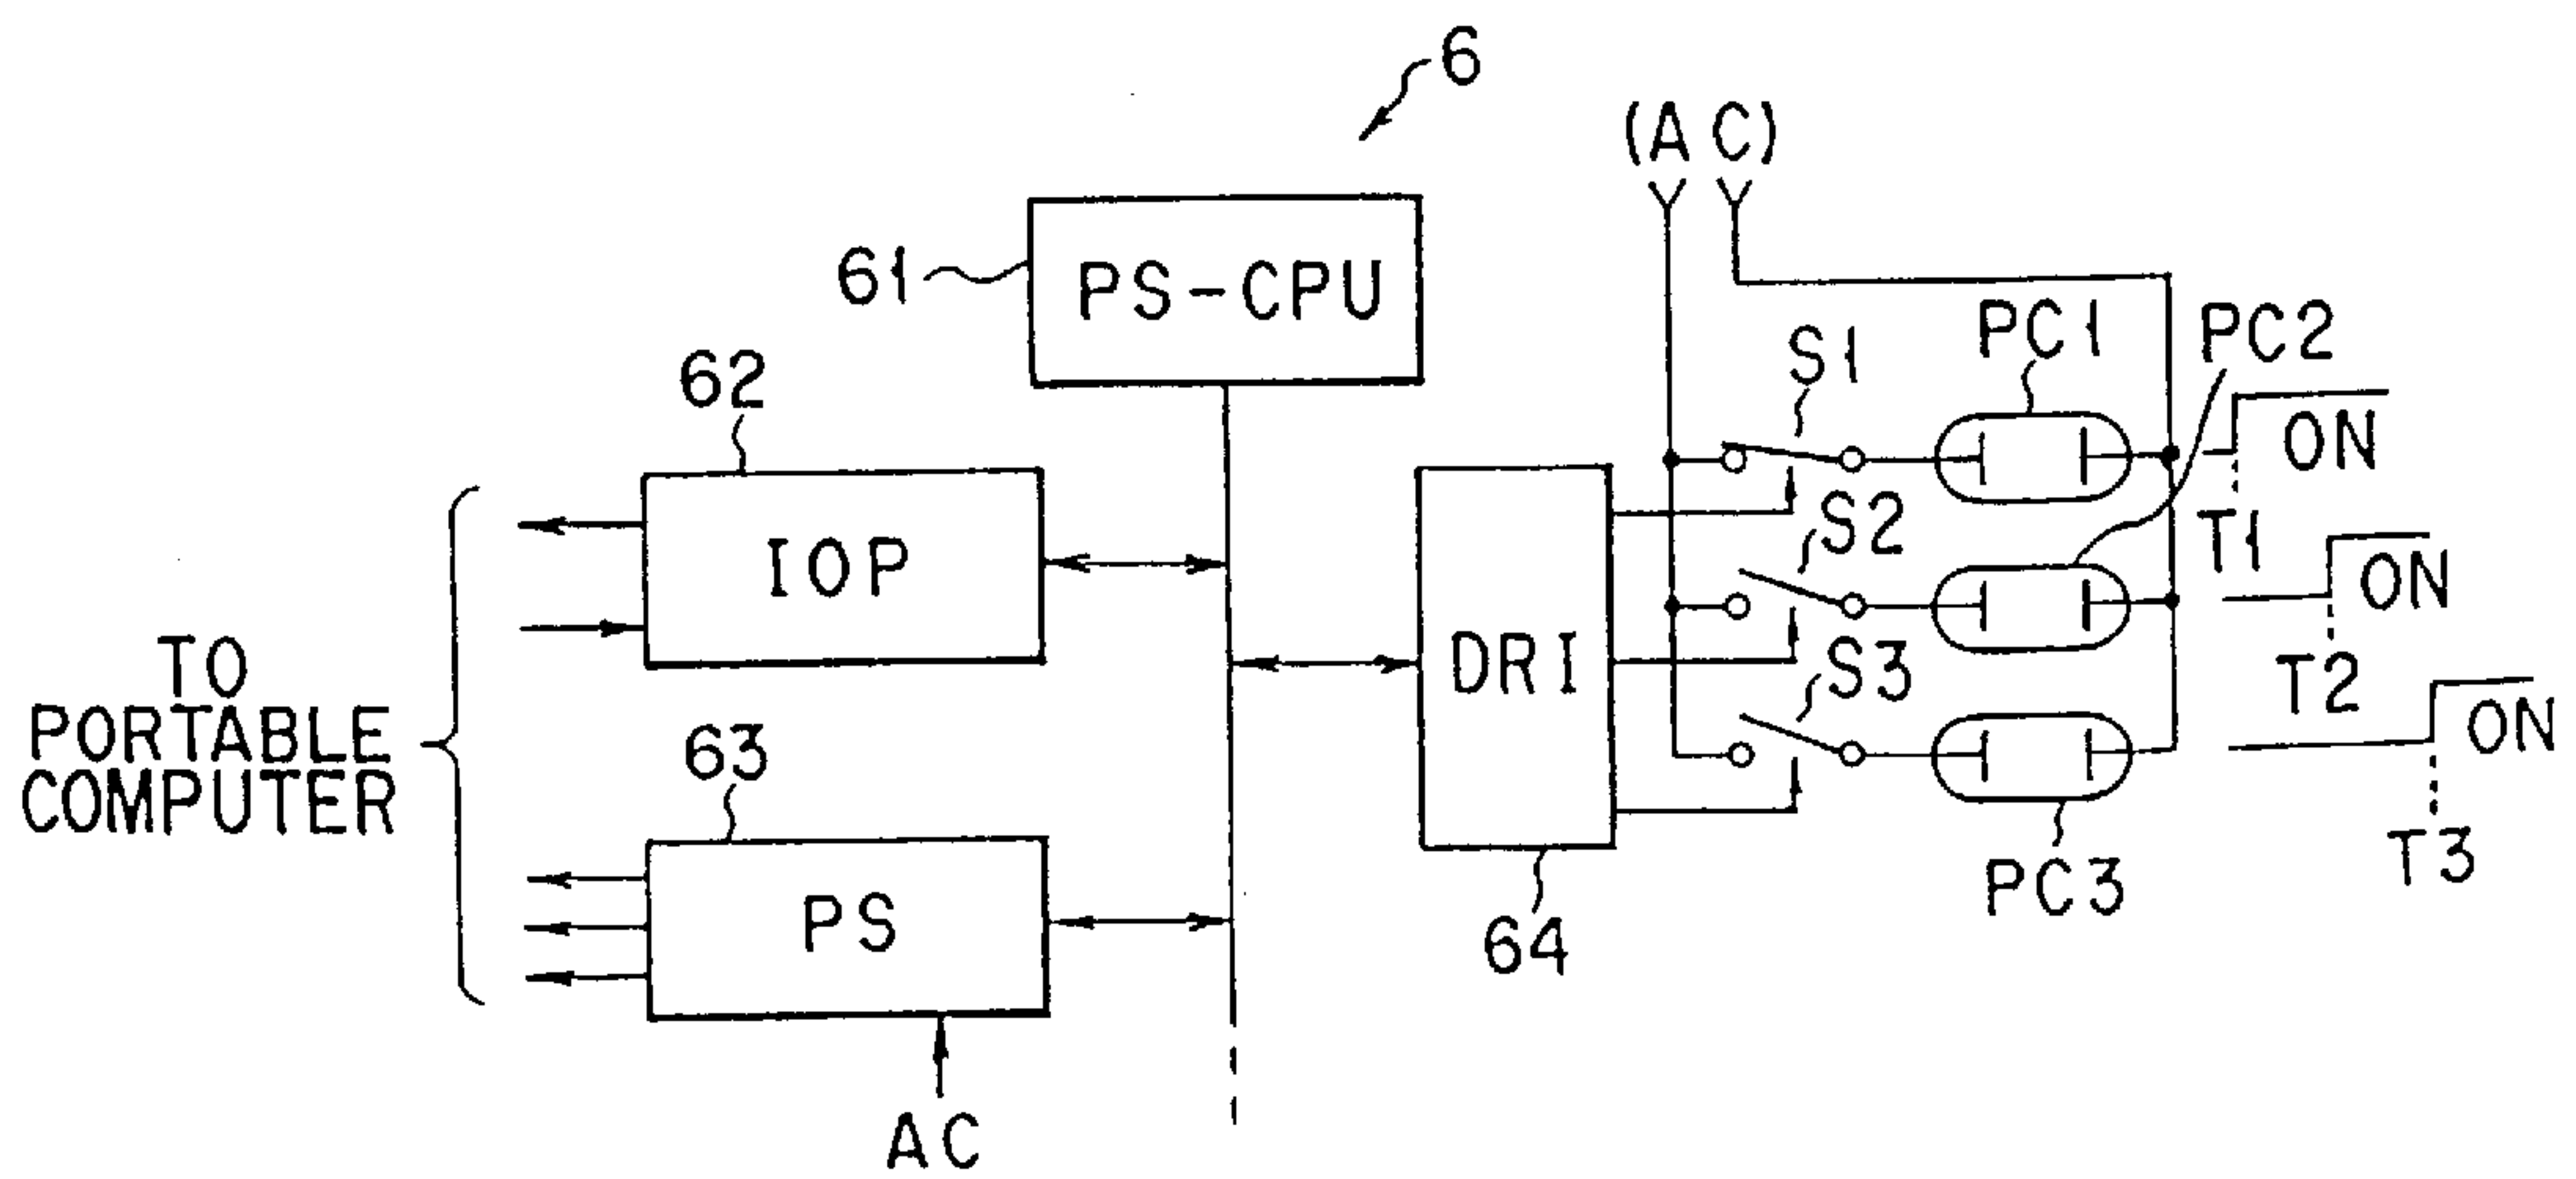 6
(AC)
61
PS-CPU
PC1
PC2
S1
62
ON
S2
T1
IOP
ON
DRI
S3
TO
PORTABLE
COMPUTER
T2
ON
63
T3
PC3
PS
64
AC